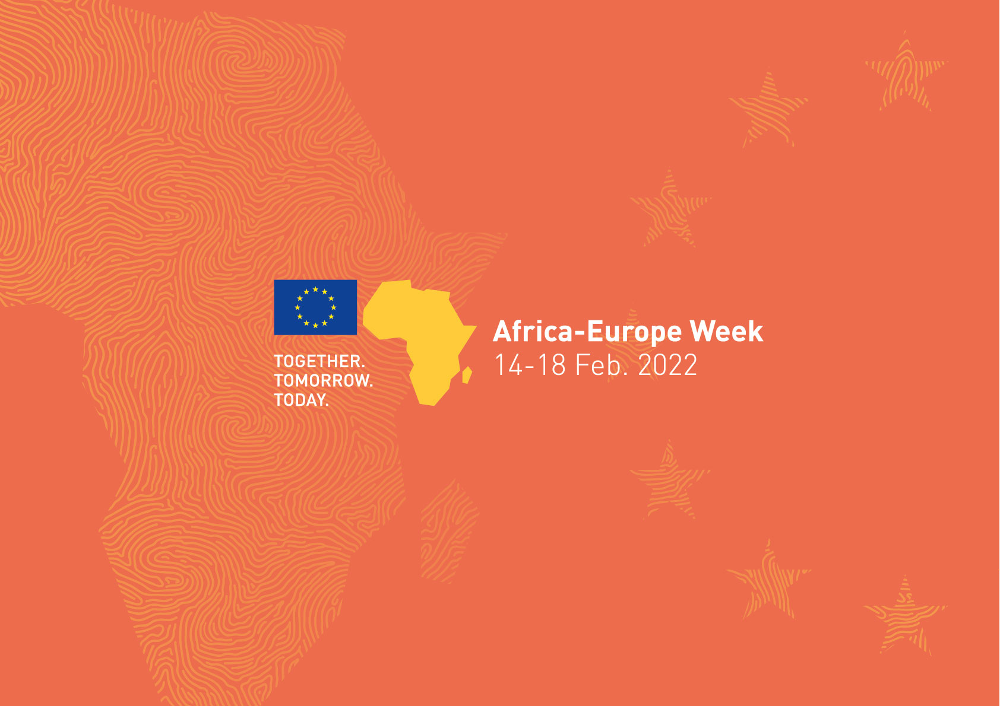 TOGETHER.
TOMORROW.
TODAY.
Africa-Europe Week
14-18 Feb. 2022